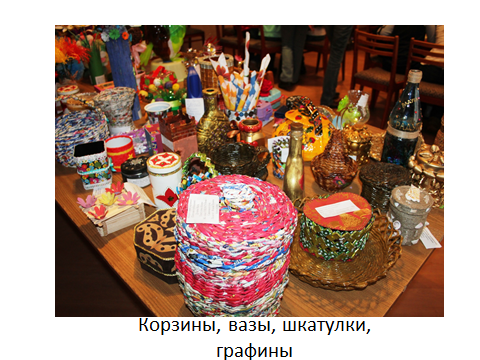 Корзины, вазы, шкатулки,
графины